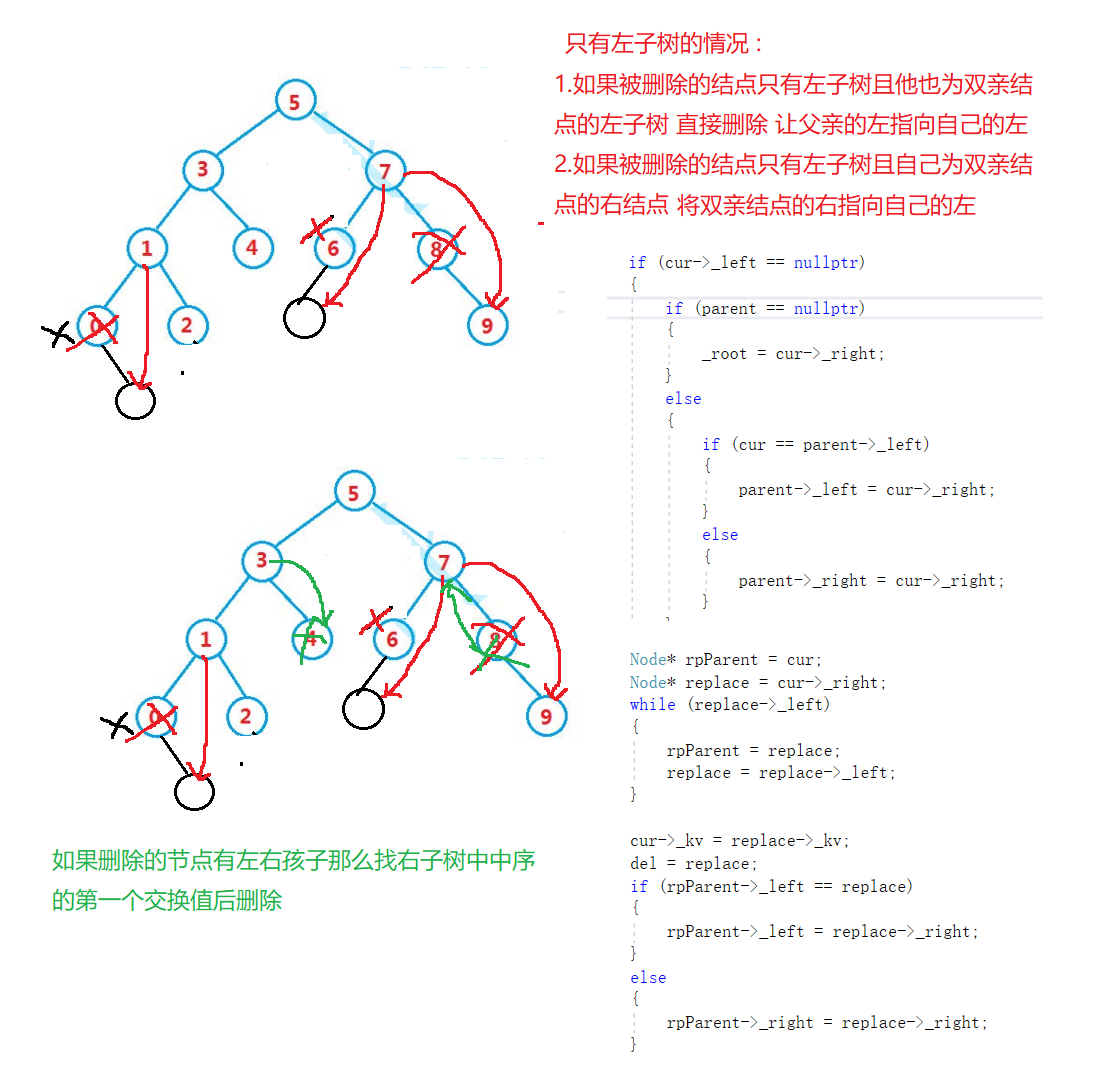 只有左子树的情况：
1.如果被删除的结点只有左子树且他也为双亲结
点的左子树 直接删除 让父亲的左指向自己的左
2.如果被删除的结点只有左子树且自己为双亲结
点的右结点 将双亲结点的右指向自己的左
5
3
7
1
4
6
8
0
2
9
if (cur->_left == nullptr)
{
if (parent == nullptr)
{
_root = cur->_right;
}
else
{
if (cur == parent->_left)
{
parent->_left = cur->_right;
}
else
{
parent->_right = cur->_right;
}
5
3
7
1
4
6
8
0
2
9
Node* rpParent = cur;
Node* replace = cur->_right;
while (replace->_left)
{
rpParent = replace;
replace = replace->_left;
}
如果删除的节点有左右孩子那么找右子树中中序
的第一个交换值后删除
cur->_kv = replace->_kv;
del = replace;
if (rpParent->_left == replace)
{
rpParent->_left = replace->_right;
}
else
{
rpParent->_right = replace->_right;
}